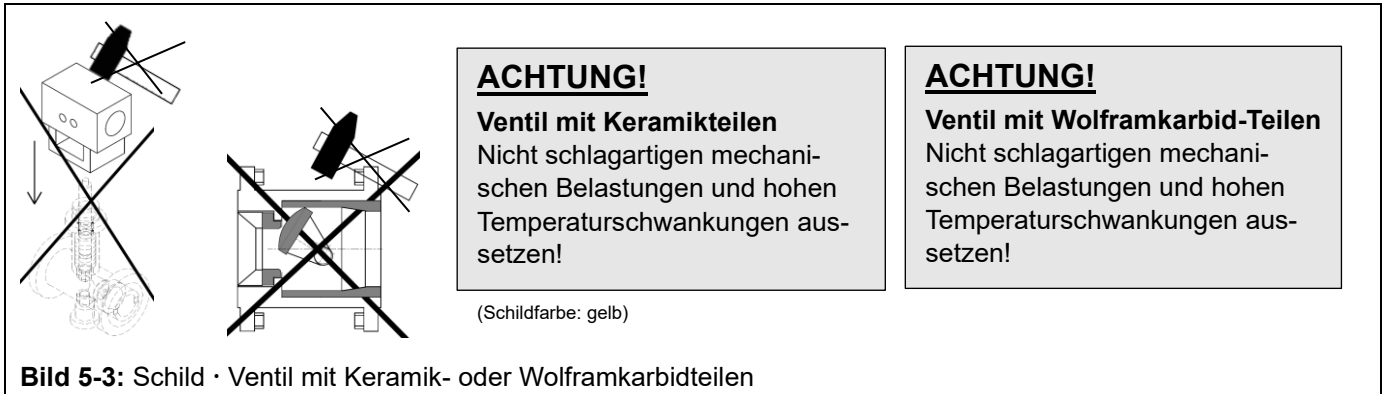 ACHTUNG!
Ventil mit Keramikteilen
Nicht schlagartigen mechani-
schen Belastungen und hohen
Temperaturschwankungen aus-
setzen!
(Schildfarbe: gelb)
ACHTUNG!
Ventil mit Wolframkarbid-Teilen
Nicht schlagartigen mechani-
schen Belastungen und hohen
Temperaturschwankungen aus-
setzen!
Bild 5-3: Schild · Ventil mit Keramik- oder Wolframkarbidteilen